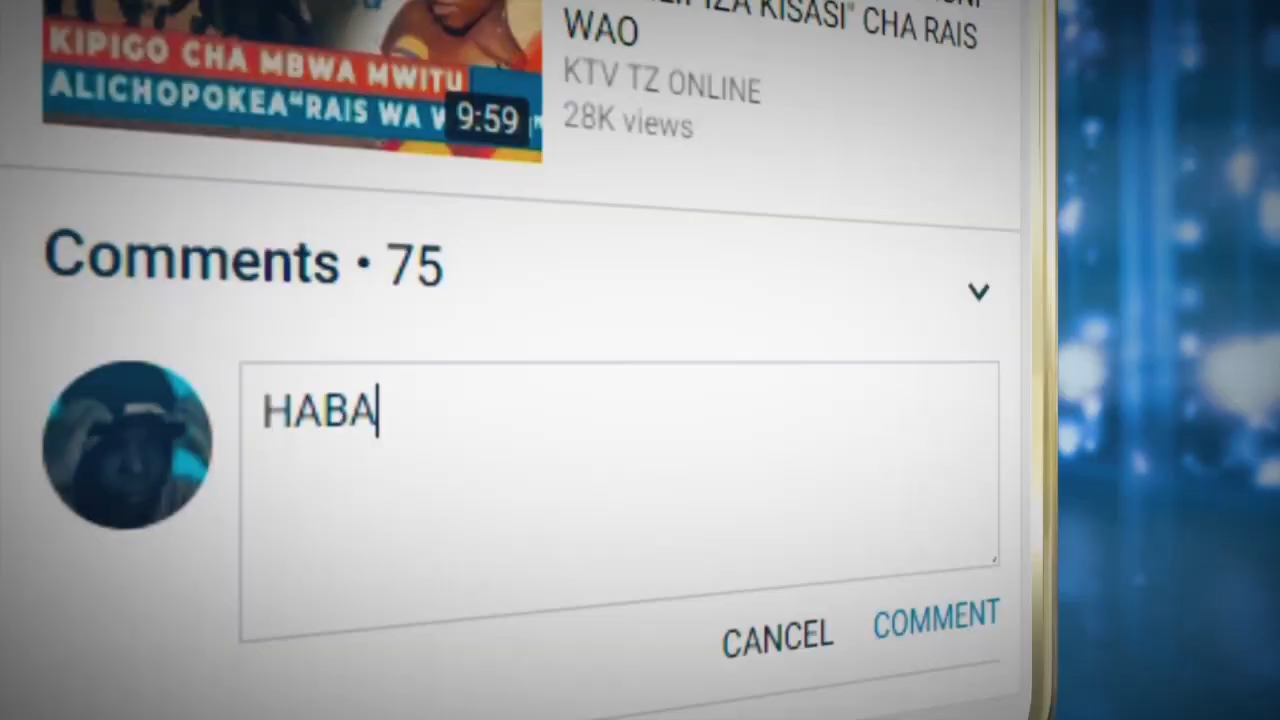 KIPIGO CHA MBWA MWITU
ALICHOPOKEA"RAIS WA
9:59
KISASI" CHA RAIS
WAO
KTV TZ ONLINE
28K views
Comments • 75
HABA
CANCEL
COMMENT